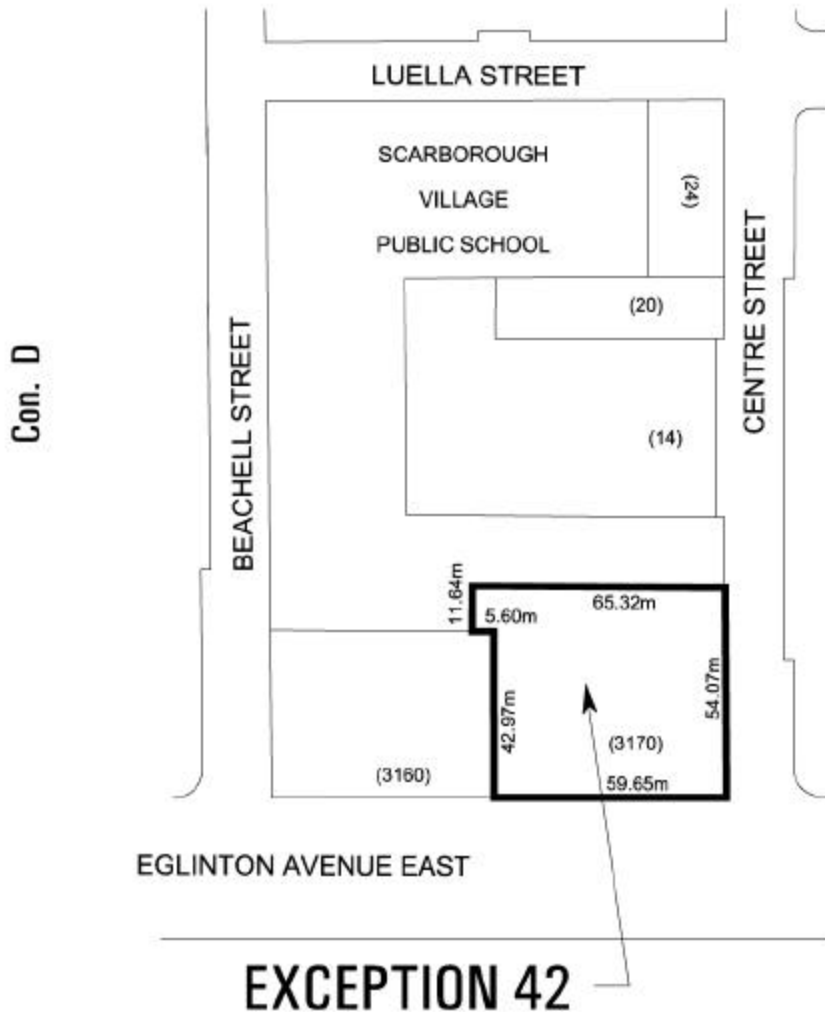 LUELLA STREET
SCARBOROUGH
VILLAGE
PUBLIC SCHOOL
(24)
(20)
CENTRE STREET
Con. D
BEACHELL STREET
(14)
11.64m
5.60m
65.32m
42.97m
54.07m
(3170)
(3160)
59.65m
EGLINTON AVENUE EAST
EXCEPTION 42